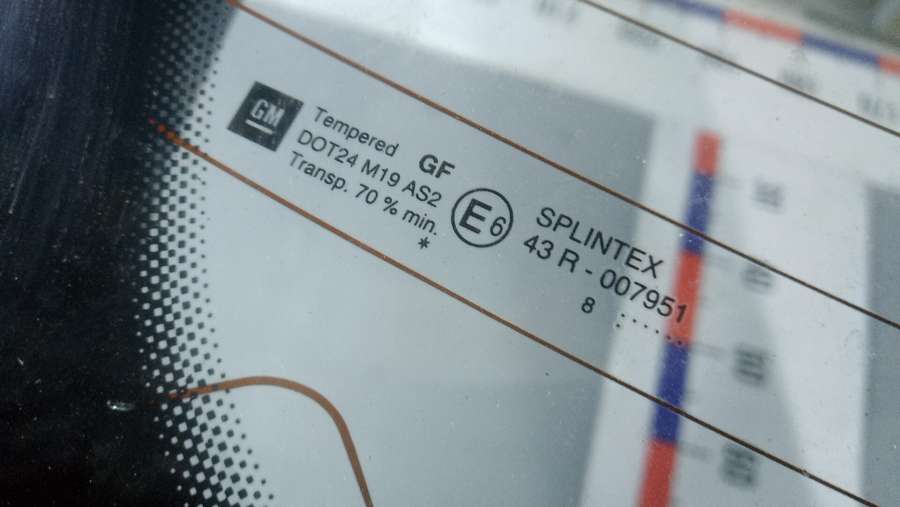 GM
Tempered GF
DOT24 M19 AS2
Transp. 70 % min.
*
E6
SPLINTEX
43 R - 007951
8 :.......